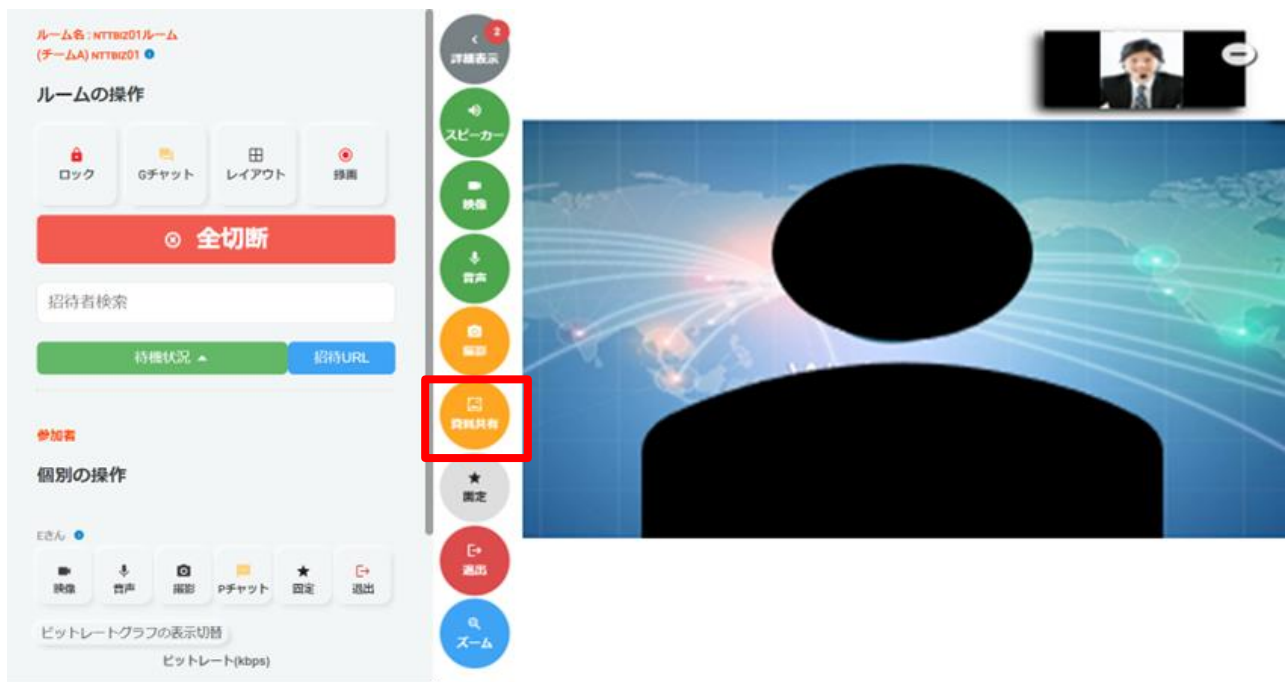 ルーム名 : NTTBIZ01ルーム
(チームA) NTTBIZ01
ルームの操作
ロック
Gチャット
レイアウト
録画
全切断
招待者検索
待機状況
招待URL
参加者
個別の操作
Eさん
映像
音声
撮影
Pチャット
固定
退出
ビットレートグラフの表示切替
ビットレート(kbps)
2
詳細表示
スピーカー
映像
音声
撮影
資料共有
固定
退出
ズーム